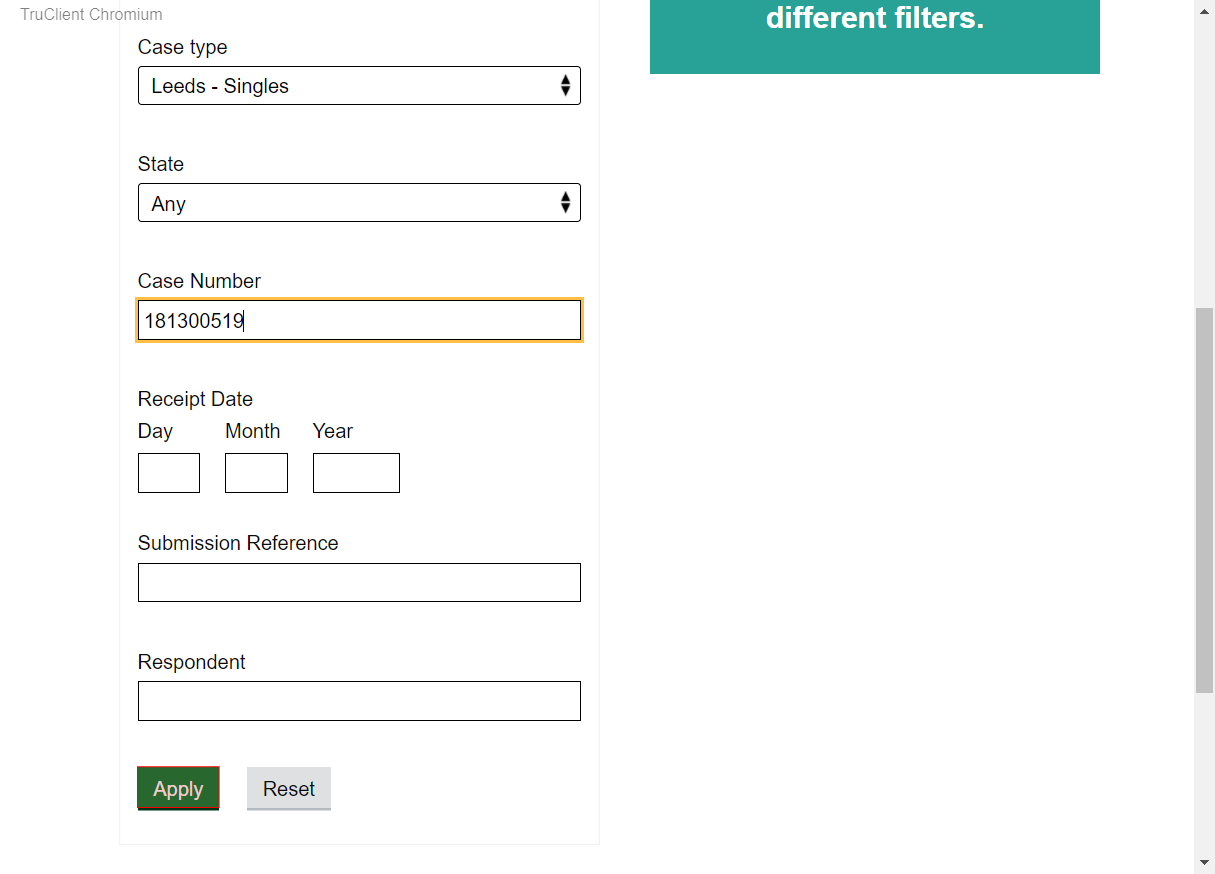 TruClient Chromium
different filters.
Case type
Leeds - Singles
State
Any
Case Number
181300519
Receipt Date
Day Month Year
Submission Reference
Respondent
Apply Reset